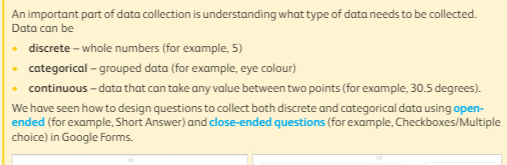 An important part of data collection is understanding what type of data needs to be collected.
Data can be
• discrete – whole numbers (for example, 5)
• categorical – grouped data (for example, eye colour)
• continuous – data that can take any value between two points (for example, 30.5 degrees).
We have seen how to design questions to collect both discrete and categorical data using open-
ended (for example, Short Answer) and close-ended questions (for example, Checkboxes/Multiple
choice) in Google Forms.